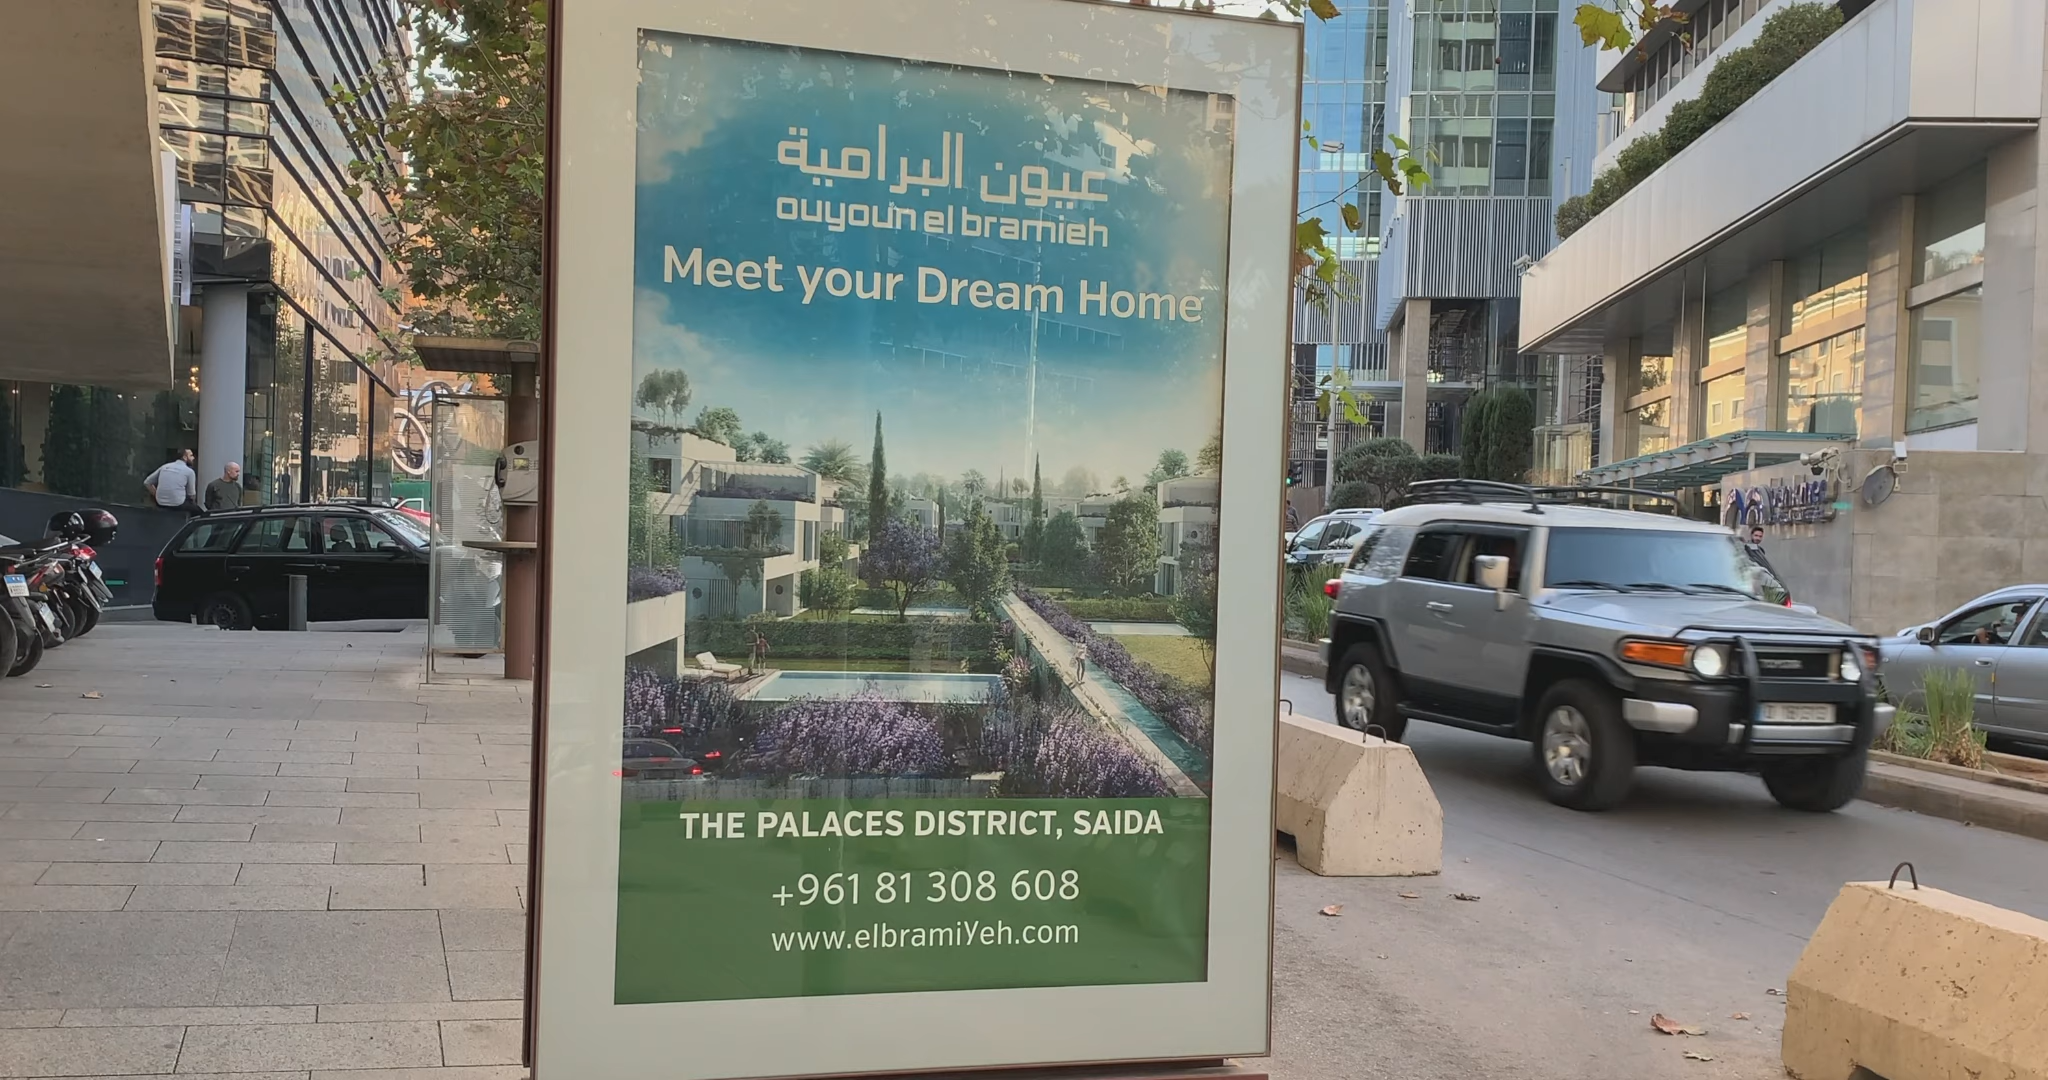 عيون البرامية
ouyoun el bramieh
Meet your Dream Home
THE PALACES DISTRICT, SAIDA
+961 81 308 608
www.elbramiYeh.com
TOYOTA